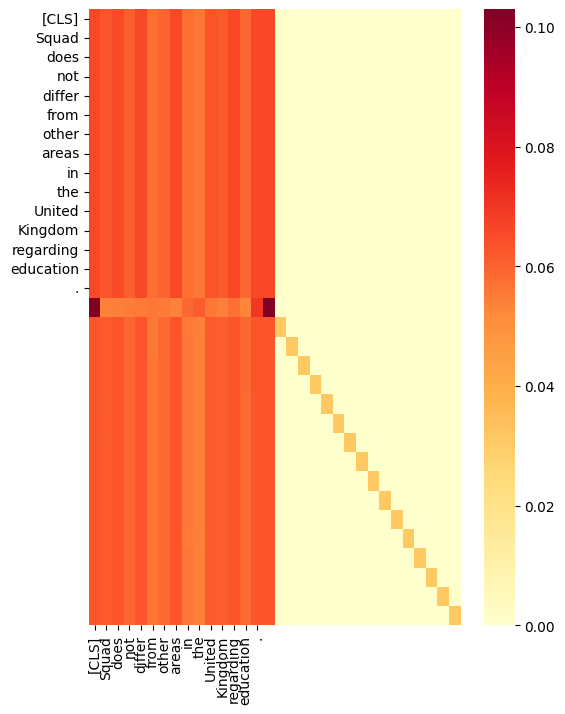 [CLS]
Squad
does
not
differ
from
other
areas
in
the
United
Kingdom
regarding
education
.
0.10
0.08
0.06
0.04
0.02
0.00
[CLS]
Squad
does
not
differ
from
other
areas
in
the
United
Kingdom
regarding
education
.